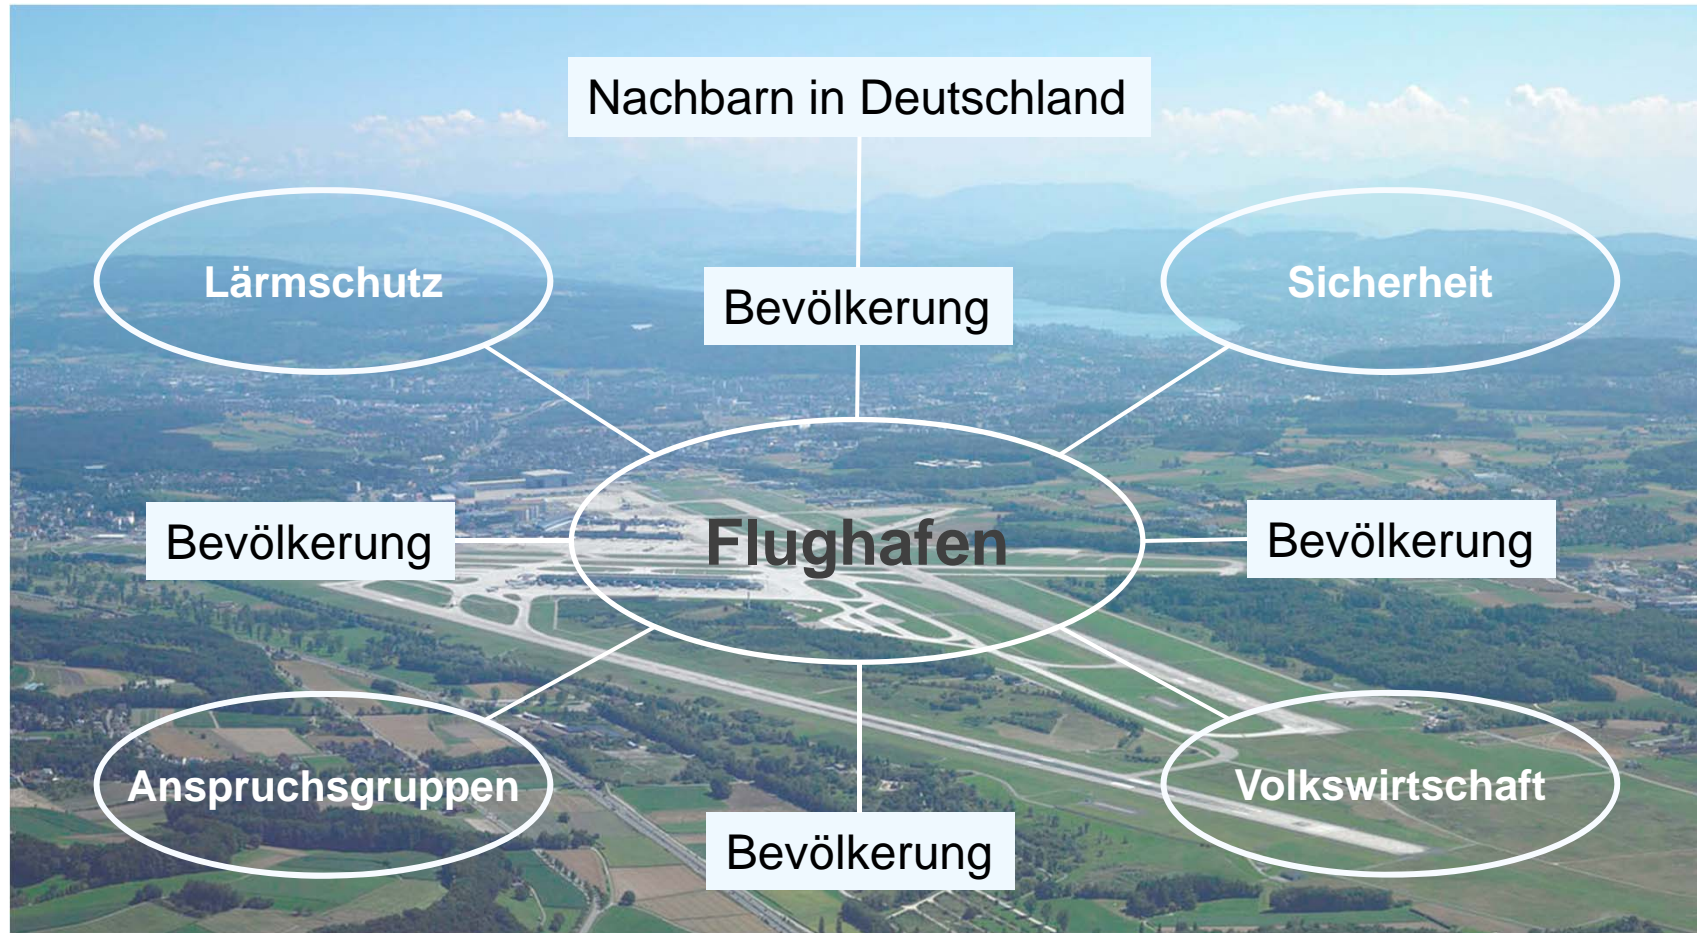 Nachbarn in Deutschland
Lärmschutz
Bevölkerung
Sicherheit
Bevölkerung
Flughafen
Bevölkerung
Anspruchsgruppen
Bevölkerung
Volkswirtschaft